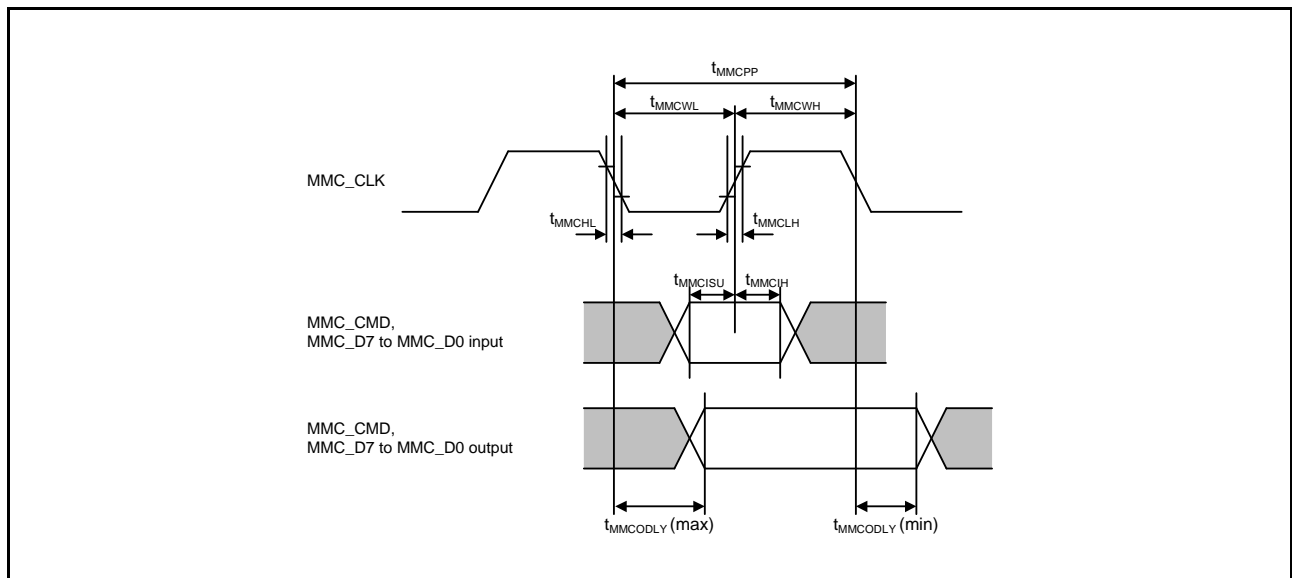 tMMCPP
tMMCWL
tMMCWH
MMC_CLK
tMMCHL
tMMCLH
tMMCISU
tMMCIH
MMC_CMD,
MMC_D7 to MMC_D0 input
MMC_CMD,
MMC_D7 to MMC_D0 output
tMMCODLY (max)
tMMCODLY (min)